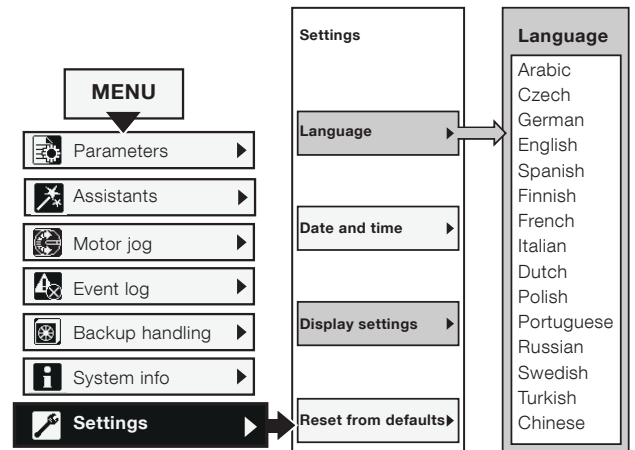 MENU
Parameters
Assistants
Motor jog
Event log
Backup handling
System info
Settings
Settings
Language
Date and time
Display settings
Reset from defaults
Language
Arabic
Czech
German
English
Spanish
Finnish
French
Italian
Dutch
Polish
Portuguese
Russian
Swedish
Turkish
Chinese